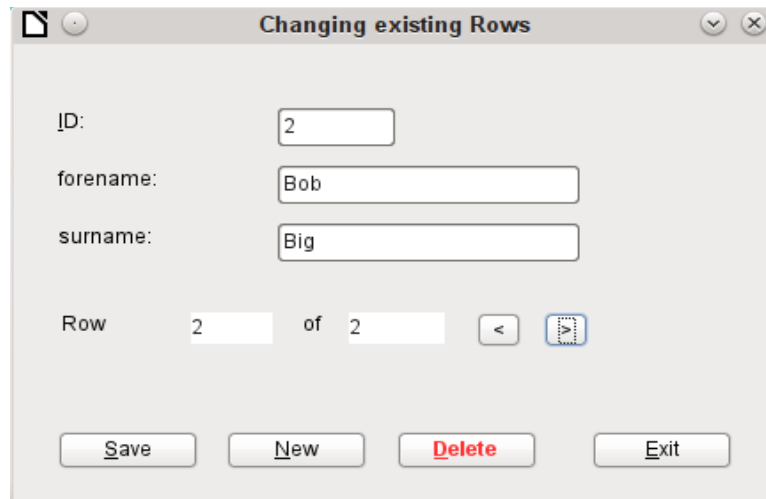 Changing existing Rows
ID: 2
forename: Bob
surname: Big
Row 2 of 2 < >
Save New Delete Exit